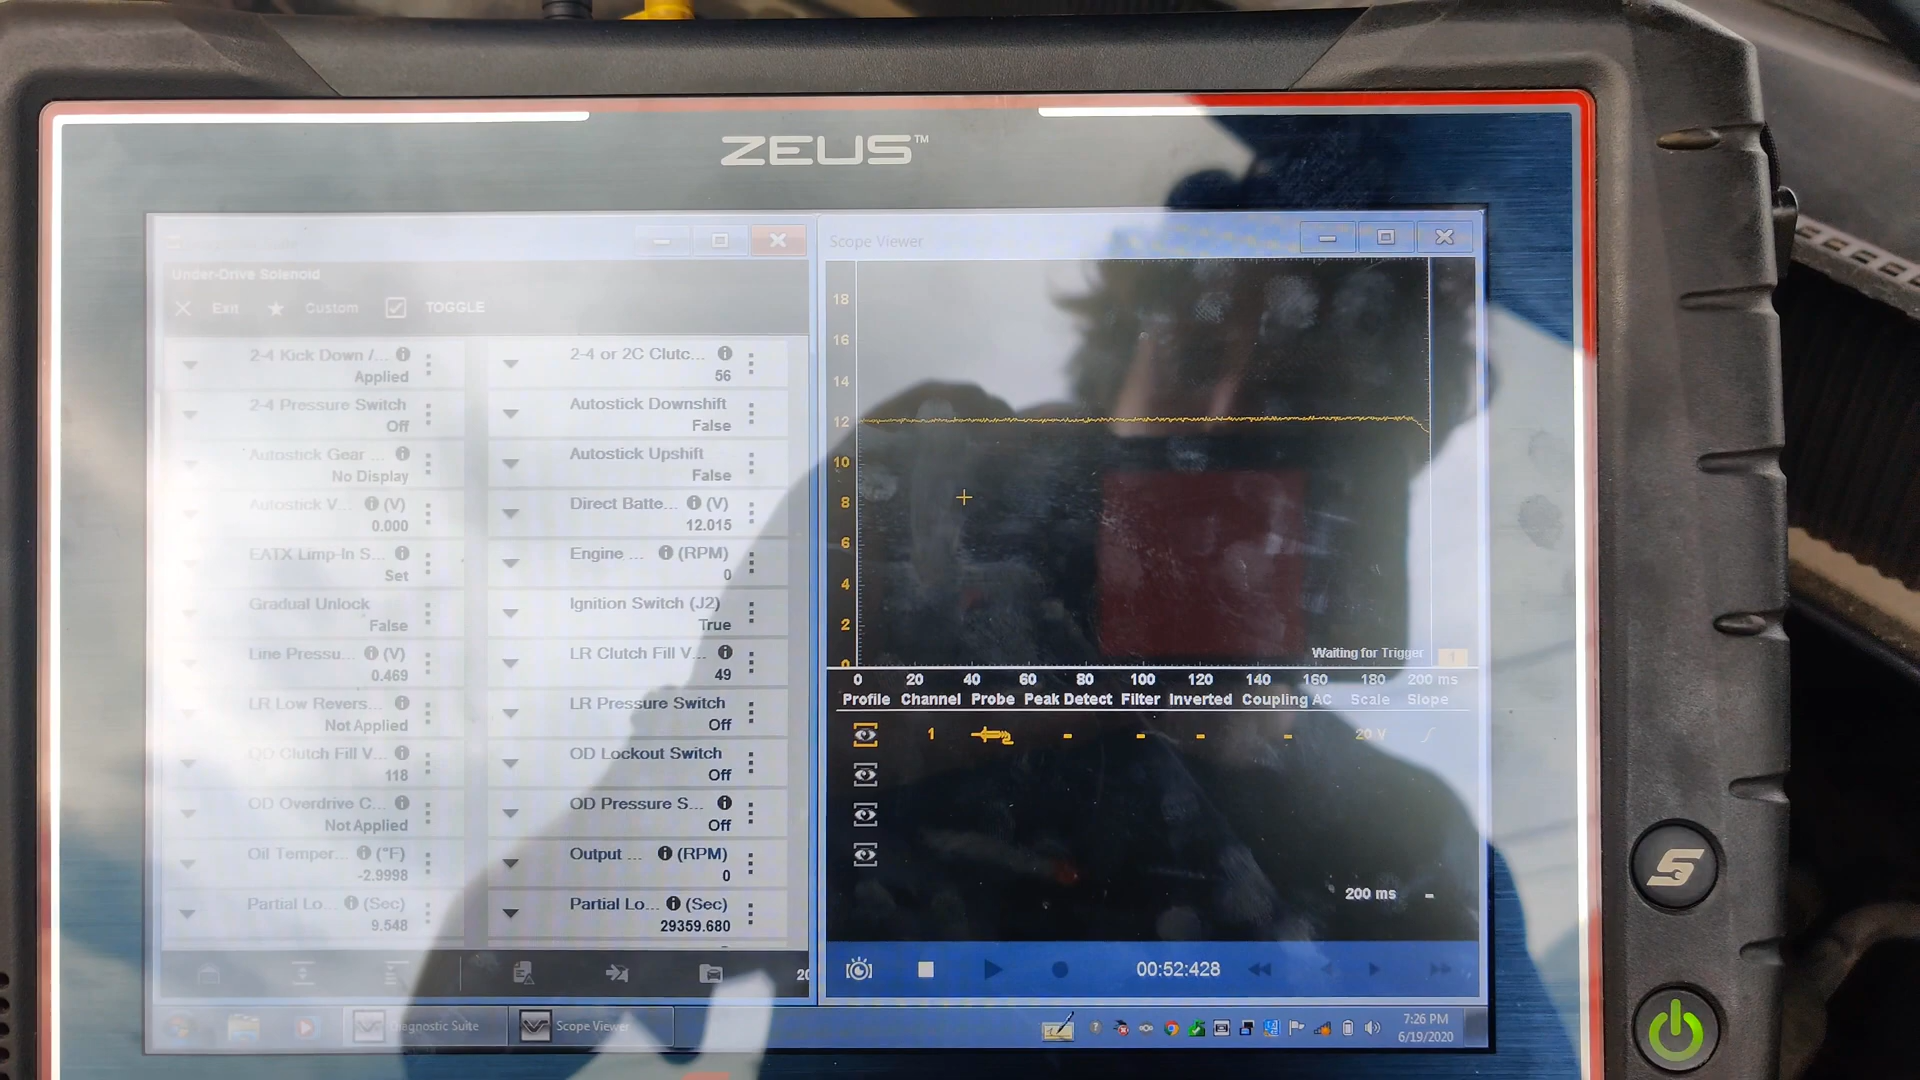 ZEUS™
Under-Drive Solenoid
Exit Custom TOGGLE
2-4 Kick Down /...
Applied
2-4 or 2C Clutc...
56
2-4 Pressure Switch
Off
Autostick Downshift
False
Autostick Gear ...
No Display
Autostick Upshift
False
Autostick V... (V)
0.000
Direct Batte... (V)
12.015
EATX Limp-In S...
Set
Engine ... (RPM)
0
Gradual Unlock
False
Ignition Switch (J2)
True
Line Pressu... (V)
0.469
LR Clutch Fill V...
49
LR Low Revers...
Not Applied
LR Pressure Switch
Off
OD Clutch Fill V...
118
OD Lockout Switch
Off
OD Overdrive C...
Not Applied
OD Pressure S...
Off
Oil Temper... (°F)
-2.9998
Output ... (RPM)
0
Partial Lo... (Sec)
9.548
Partial Lo... (Sec)
29359.680
20
Scope Viewer
18
16
14
12
10
8
6
4
2
0
Waiting for Trigger 1
0 20 40 60 80 100 120 140 160 180 200 ms
Profile Channel Probe Peak Detect Filter Inverted Coupling AC Scale Slope
1 - - - - 20 V
200 ms -
00:52:428
Diagnostic Suite
Scope Viewer
7:26 PM
6/19/2020